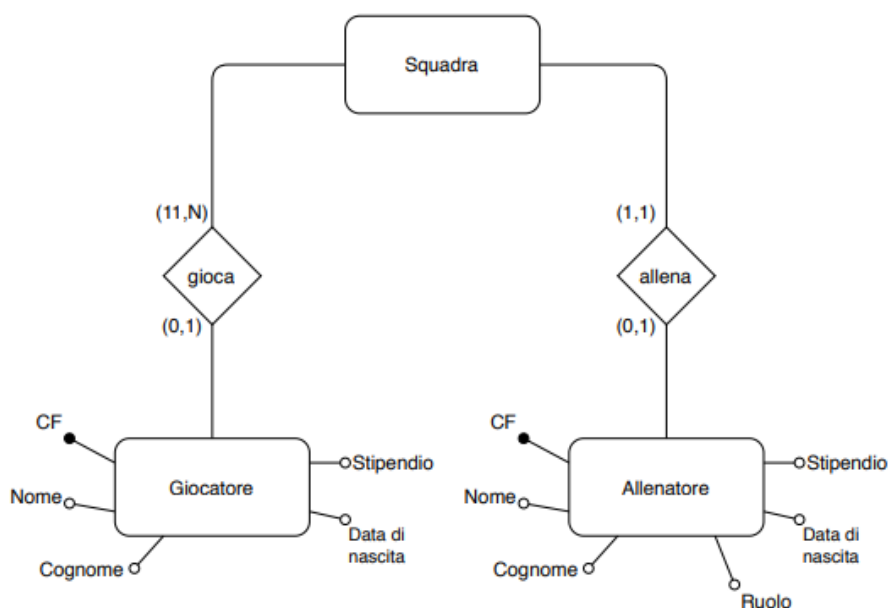 Squadra
(11,N)
(1,1)
gioca
allena
(0,1)
(0,1)
CF
Nome
Cognome
Giocatore
Stipendio
Data di
nascita
CF
Nome
Cognome
Allenatore
Stipendio
Data di
nascita
Ruolo